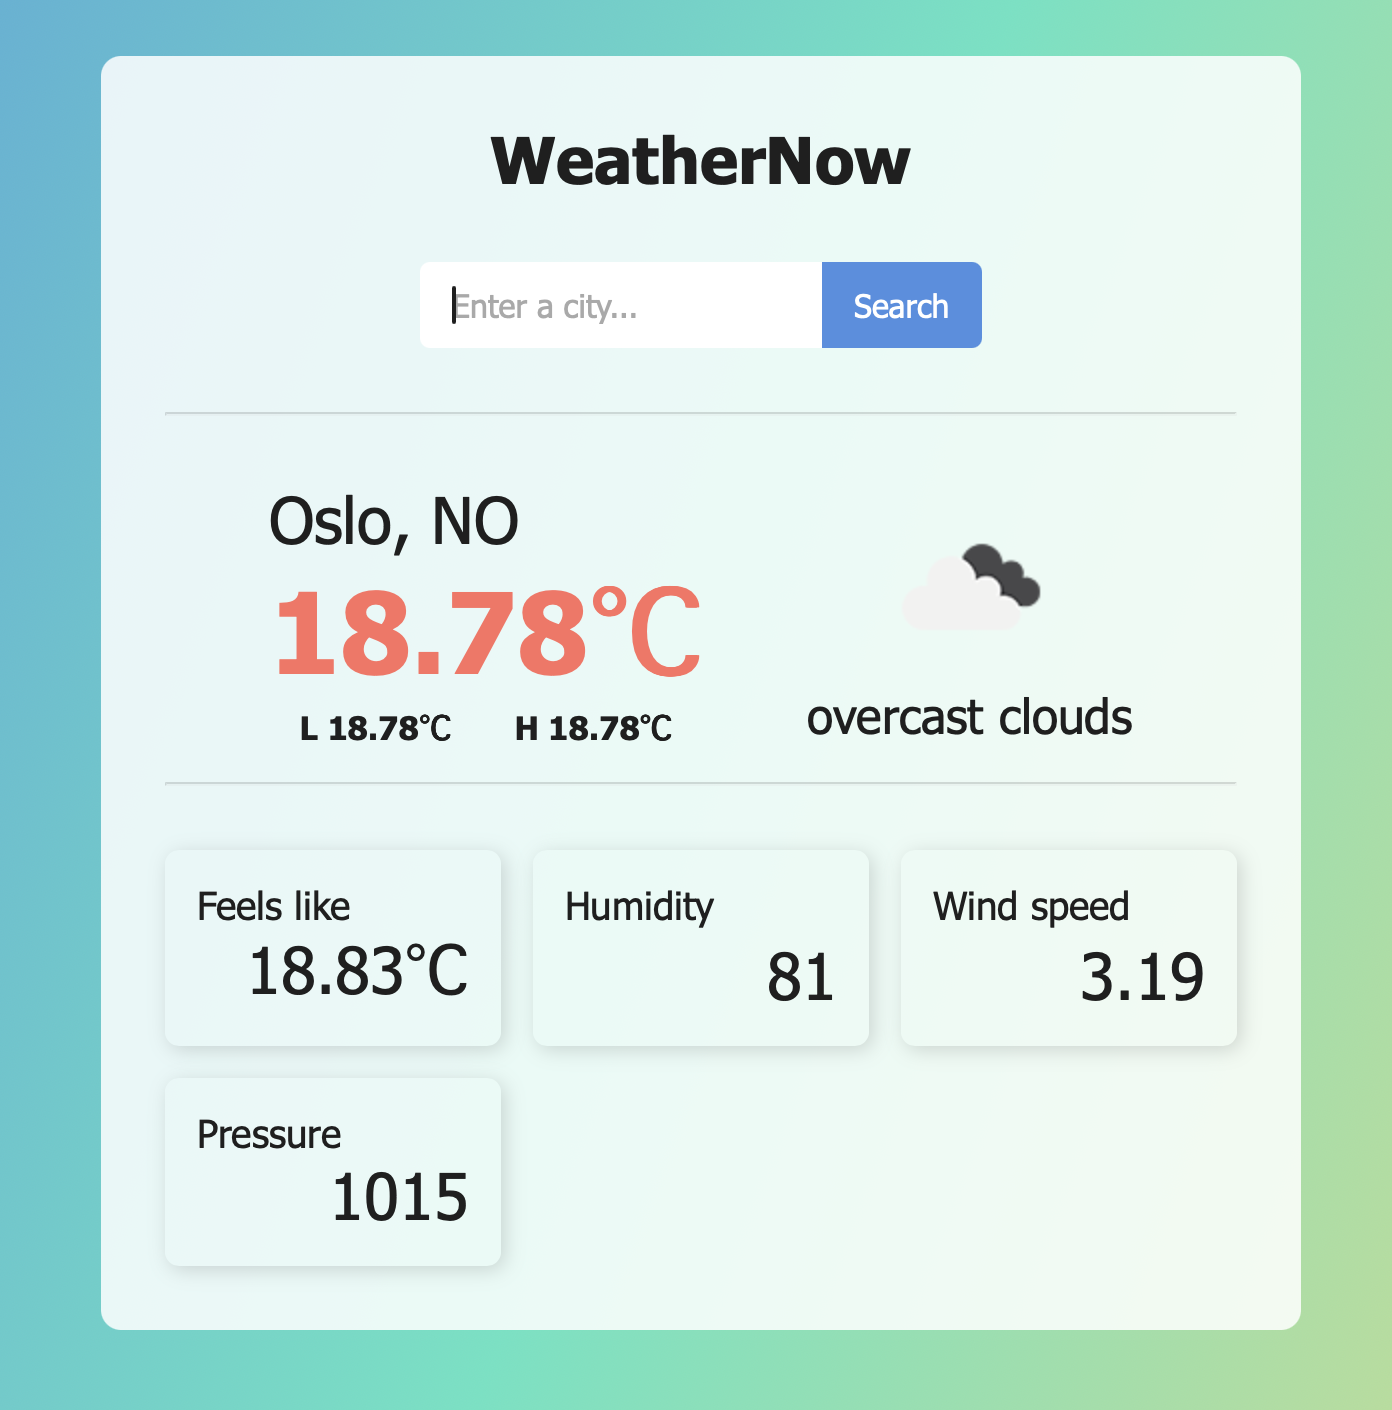 WeatherNow
Enter a city...
Search
Oslo, NO
18.78℃
L 18.78℃ H 18.78℃
overcast clouds
Feels like
18.83℃
Humidity
81
Wind speed
3.19
Pressure
1015